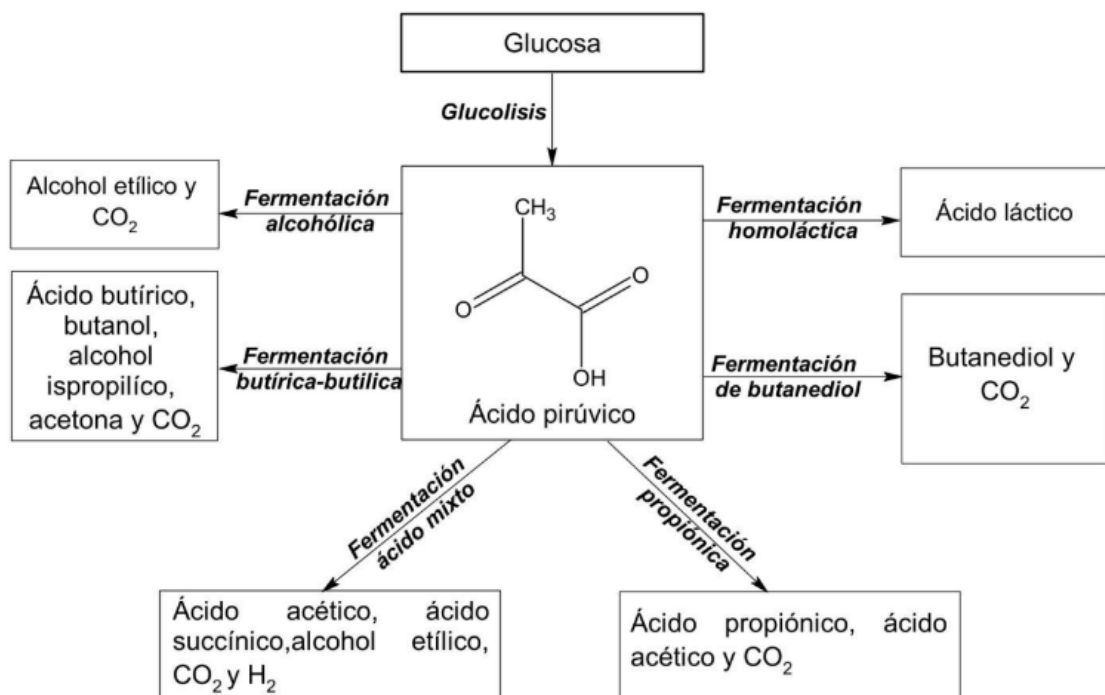 Glucosa
Glucolisis
Alcohol etílico y
CO2
Fermentación
alcohólica
CH3
O
O
OH
Ácido pirúvico
Fermentación
homoláctica
Ácido láctico
Ácido butírico,
butanol,
alcohol
ispropilíco,
acetona y CO2
Fermentación
butírica-butilica
Fermentación
de butanediol
Butanediol y
CO2
Fermentación
ácido mixto
Fermentación
propiónica
Ácido acético, ácido
succínico,alcohol etílico,
CO2 y H2
Ácido propiónico, ácido
acético y CO2